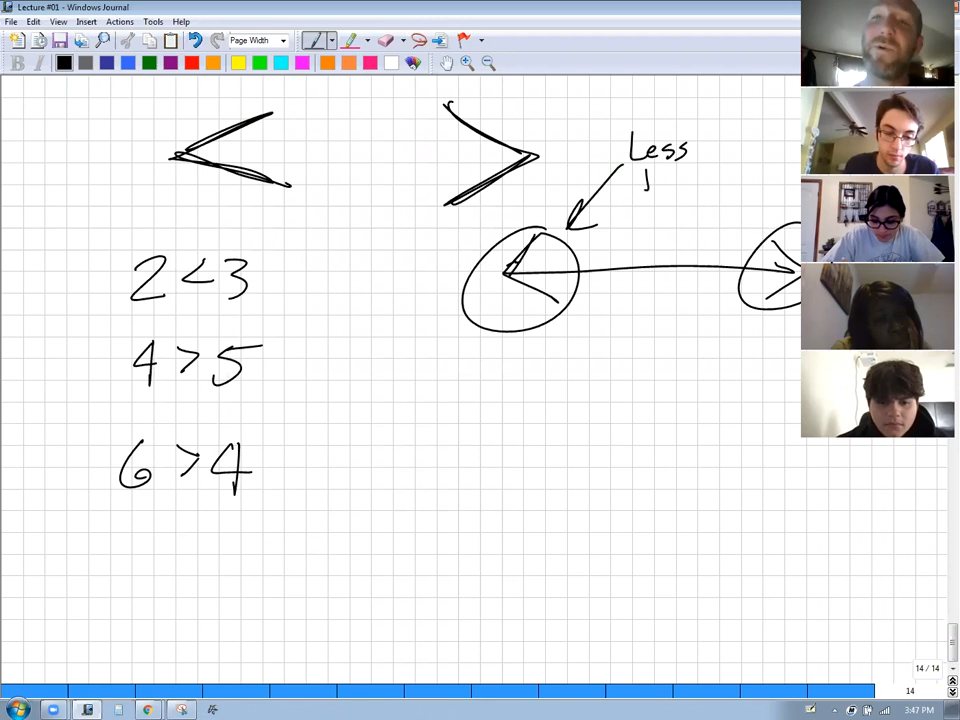 Lecture #01 - Windows Journal
File Edit View Insert Actions Tools Help
Page Width
B I
< >
Less
2 < 3
4 > 5
6 > 4
14 / 14
14
3:47 PM